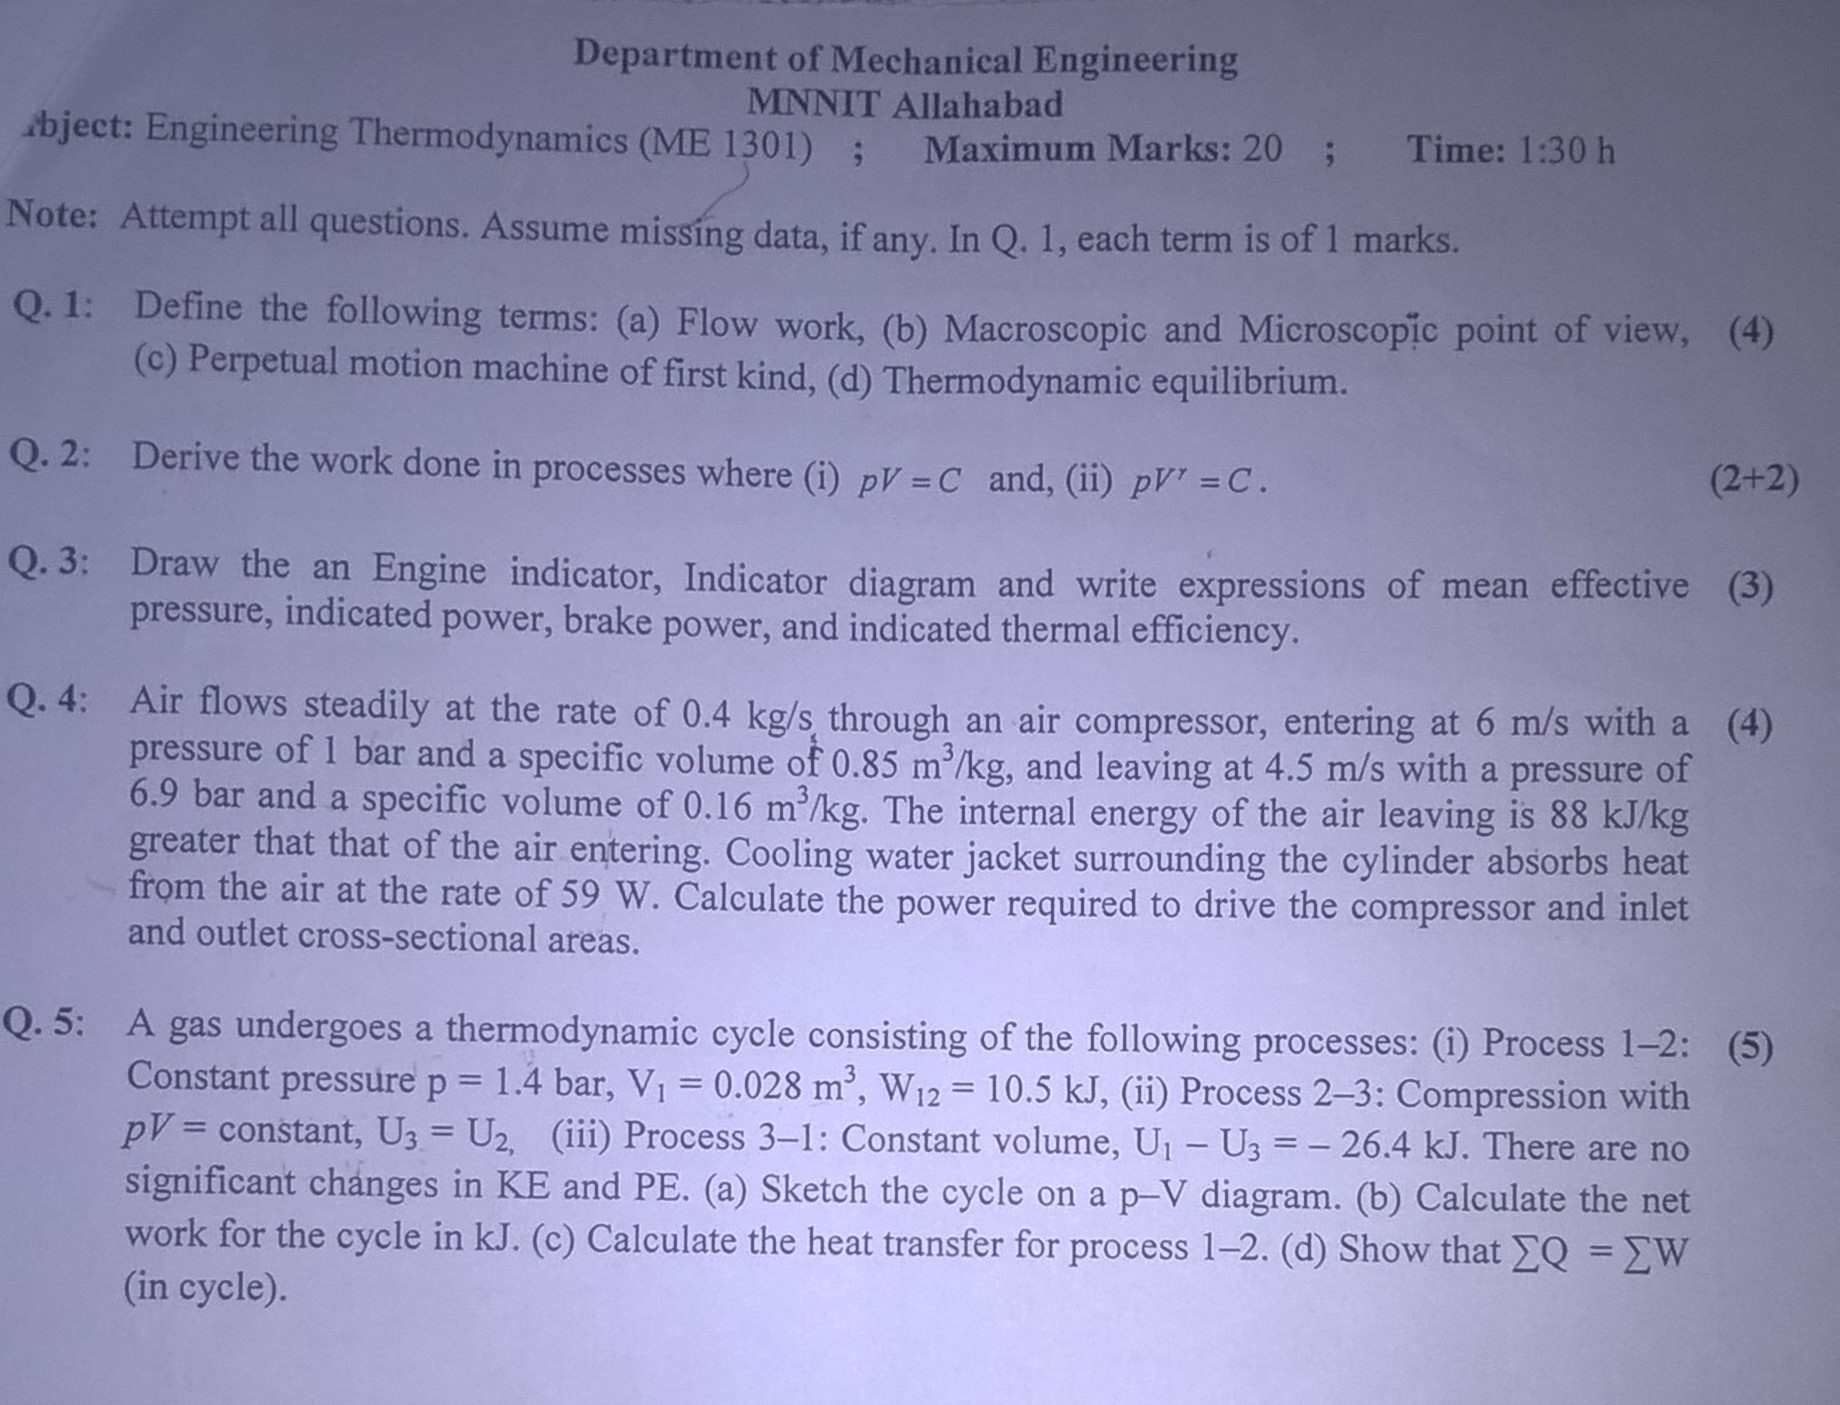 Department of Mechanical Engineering
MNNIT Allahabad
bject: Engineering Thermodynamics (ME 1301) ; Maximum Marks: 20 ; Time: 1:30 h
Note: Attempt all questions. Assume missing data, if any. In Q. 1, each term is of 1 marks.
Q. 1: Define the following terms: (a) Flow work, (b) Macroscopic and Microscopic point of view, (4)
(c) Perpetual motion machine of first kind, (d) Thermodynamic equilibrium.
Q. 2: Derive the work done in processes where (i) pV = C and, (ii) pVʳ = C. (2+2)
Q. 3: Draw the an Engine indicator, Indicator diagram and write expressions of mean effective (3)
pressure, indicated power, brake power, and indicated thermal efficiency.
Q. 4: Air flows steadily at the rate of 0.4 kg/s through an air compressor, entering at 6 m/s with a (4)
pressure of 1 bar and a specific volume of 0.85 m³/kg, and leaving at 4.5 m/s with a pressure of
6.9 bar and a specific volume of 0.16 m³/kg. The internal energy of the air leaving is 88 kJ/kg
greater that that of the air entering. Cooling water jacket surrounding the cylinder absorbs heat
from the air at the rate of 59 W. Calculate the power required to drive the compressor and inlet
and outlet cross-sectional areas.
Q. 5: A gas undergoes a thermodynamic cycle consisting of the following processes: (i) Process 1–2: (5)
Constant pressure p = 1.4 bar, V₁ = 0.028 m³, W₁₂ = 10.5 kJ, (ii) Process 2–3: Compression with
pV = constant, U₃ = U₂, (iii) Process 3–1: Constant volume, U₁ – U₃ = – 26.4 kJ. There are no
significant changes in KE and PE. (a) Sketch the cycle on a p–V diagram. (b) Calculate the net
work for the cycle in kJ. (c) Calculate the heat transfer for process 1–2. (d) Show that ∑Q = ∑W
(in cycle).